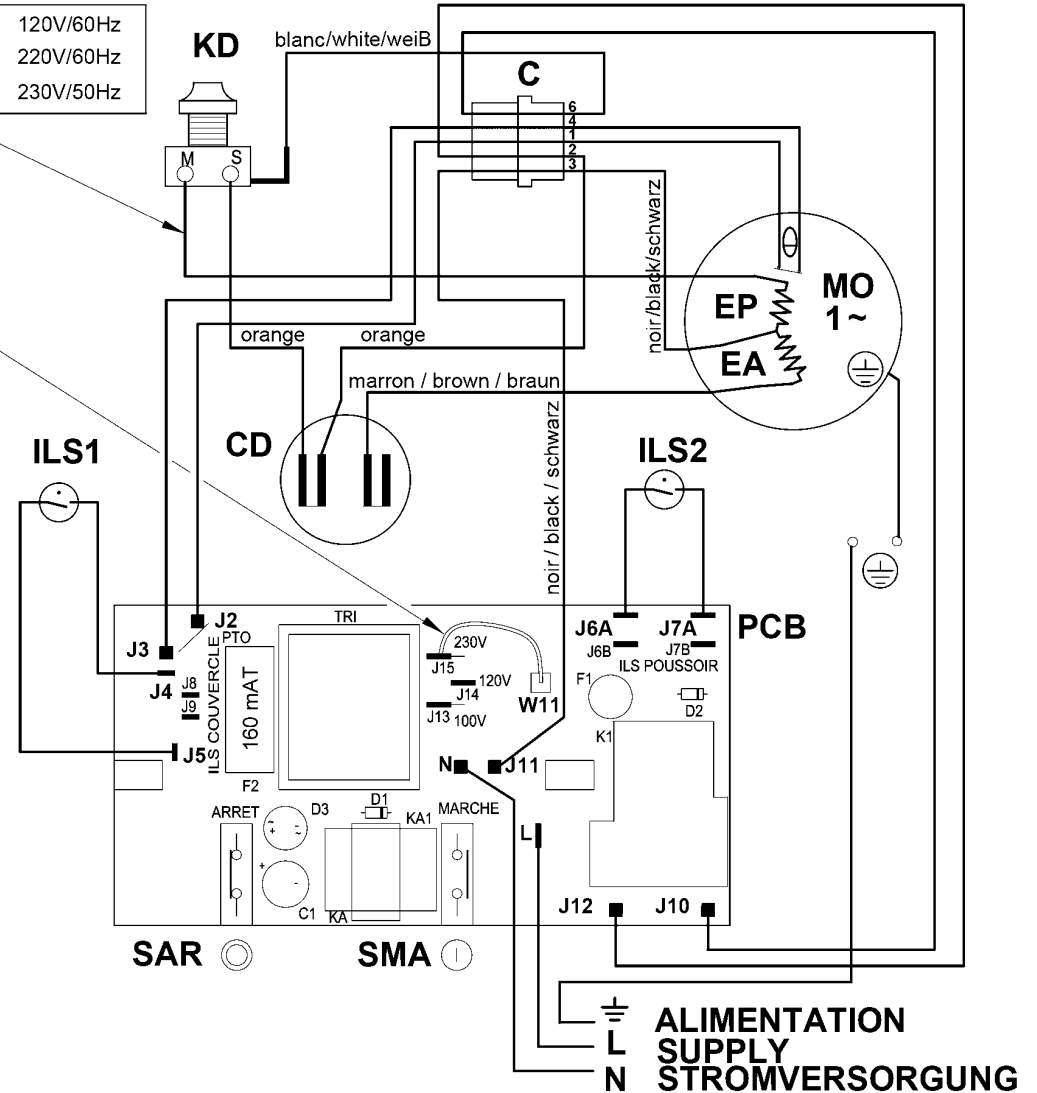 120V/60Hz
220V/60Hz
230V/50Hz
KD
blanc/white/weiB
C
M
S
6
4
1
2
3
noir/black/schwarz
MO
1~
EP
EA
orange
orange
marron / brown / braun
CD
ILS1
ILS2
noir / black / schwarz
J2
J3
J4
J5
J8
J9
ILS COUVERCLE
PTO
160 mAT
F2
TRI
230V
J15
120V
J14
J13
100V
W11
J6A
J7A
J6B
J7B
ILS POUSSOIR
PCB
F1
D2
K1
N
J11
L
ARRET
D3
D1
KA1
MARCHE
+
~
~
+
-
C1
KA
J12
J10
SAR
SMA
ALIMENTATION
L SUPPLY
N STROMVERSORGUNG